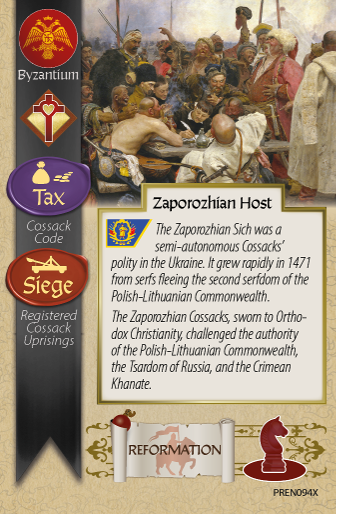 Byzantium
Tax
Cossack
Code
Siege
Registered
Cossack
Uprisings
Zaporozhian Host
The Zaporozhian Sich was a
semi-autonomous Cossacks’
polity in the Ukraine. It grew rapidly in 1471
from serfs fleeing the second serfdom of the
Polish-Lithuanian Commonwealth.
The Zaporozhian Cossacks, sworn to Ortho-
dox Christianity, challenged the authority
of the Polish-Lithuanian Commonwealth,
the Tsardom of Russia, and the Crimean
Khanate.
REFORMATION
PREN094X